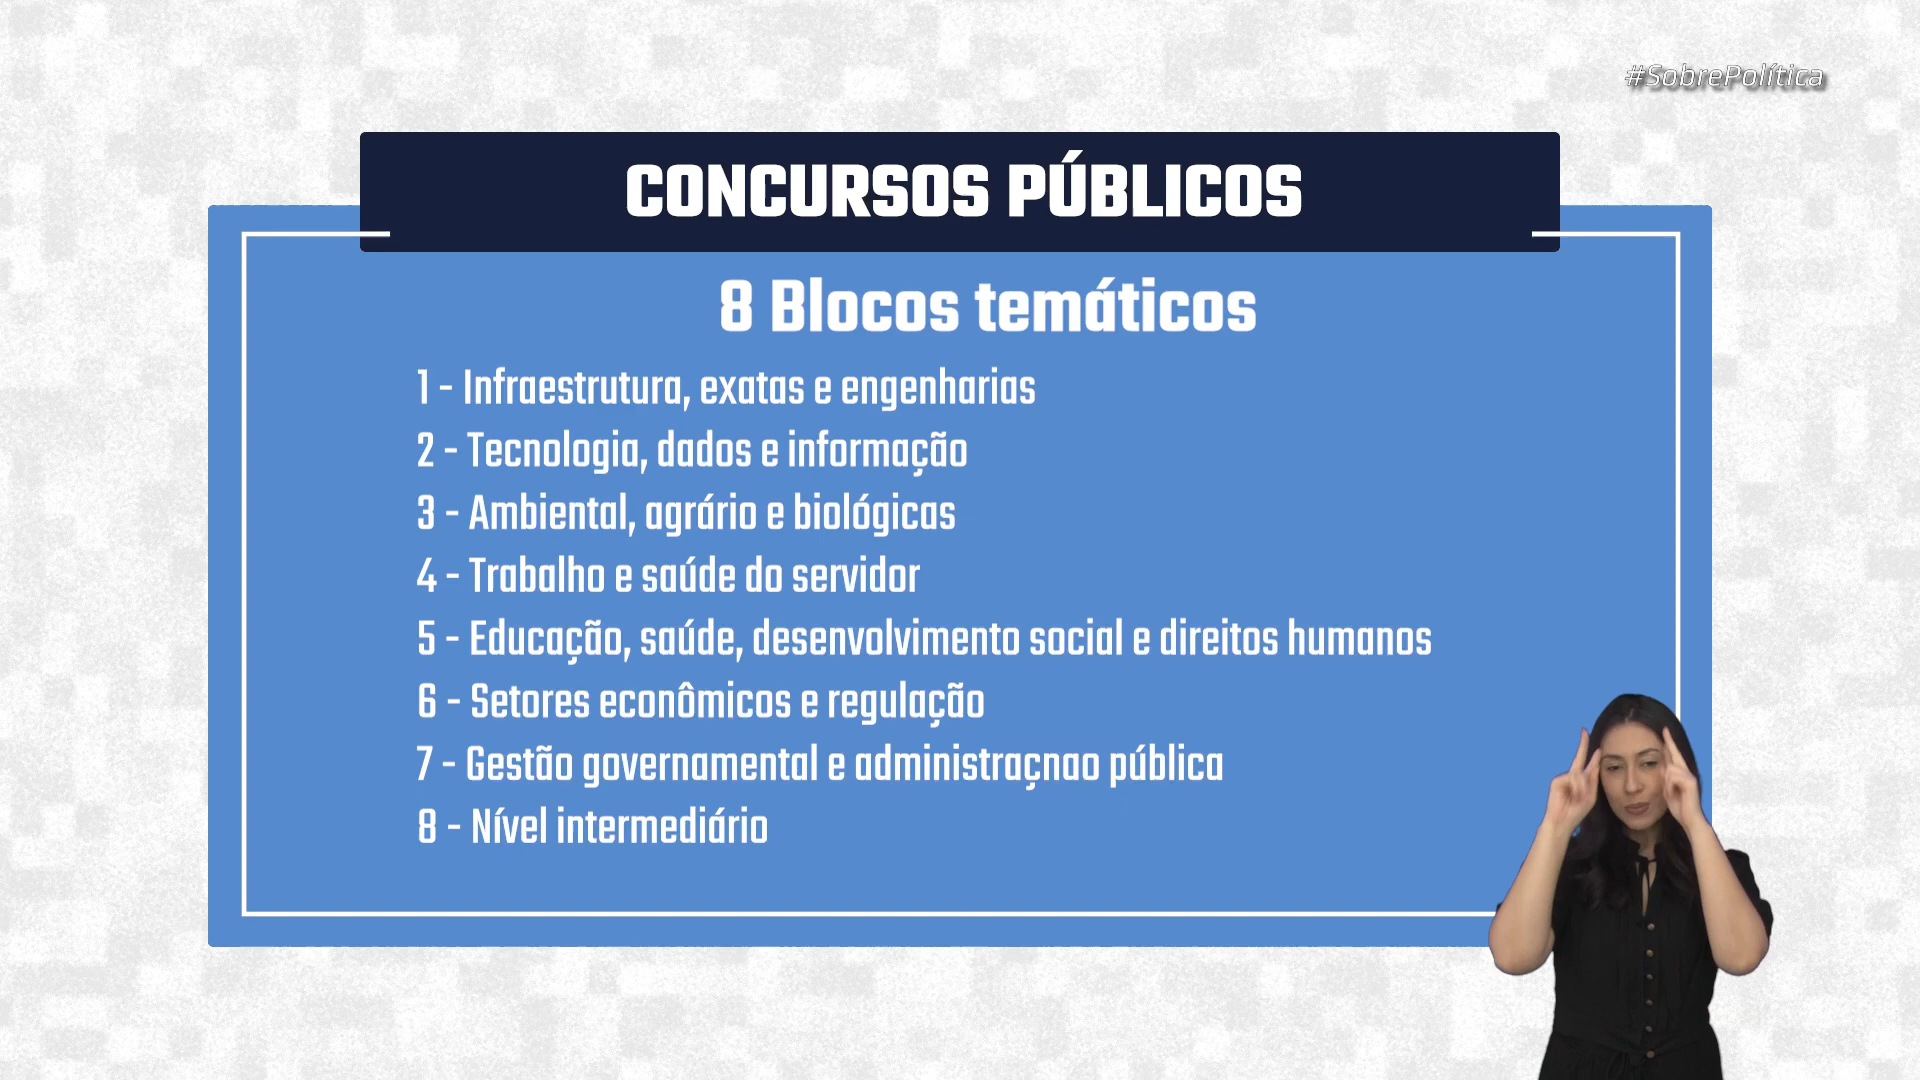 #SobrePolítica
CONCURSOS PÚBLICOS
8 Blocos temáticos
1 - Infraestrutura, exatas e engenharias
2 - Tecnologia, dados e informação
3 - Ambiental, agrário e biológicas
4 - Trabalho e saúde do servidor
5 - Educação, saúde, desenvolvimento social e direitos humanos
6 - Setores econômicos e regulação
7 - Gestão governamental e administraçnao pública
8 - Nível intermediário